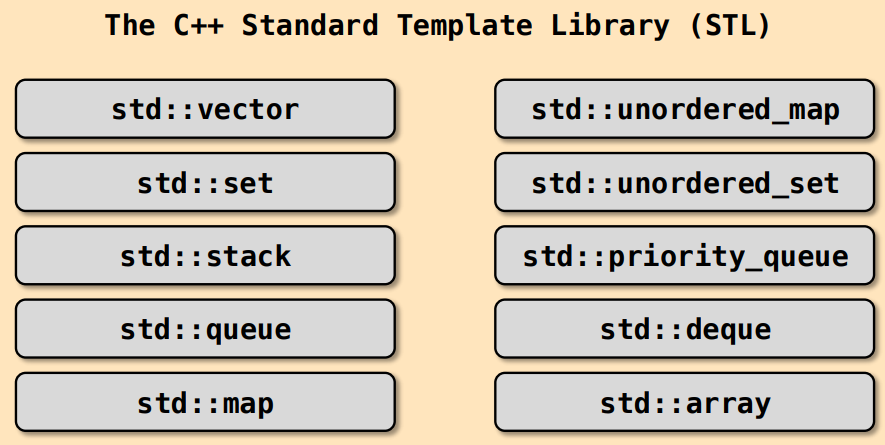 The C++ Standard Template Library (STL)
std::vector
std::set
std::stack
std::queue
std::map
std::unordered_map
std::unordered_set
std::priority_queue
std::deque
std::array